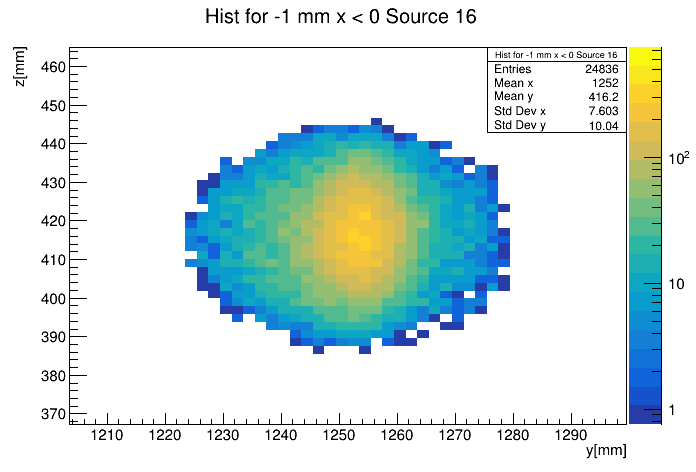 Hist for -1 mm x < 0 Source 16
z[mm]
Hist for -1 mm x < 0 Source 16
Entries 24836
Mean x 1252
Mean y 416.2
Std Dev x 7.603
Std Dev y 10.04
460
450
440
430
420
410
400
390
380
370
1210 1220 1230 1240 1250 1260 1270 1280 1290
y[mm]
10²
10
1